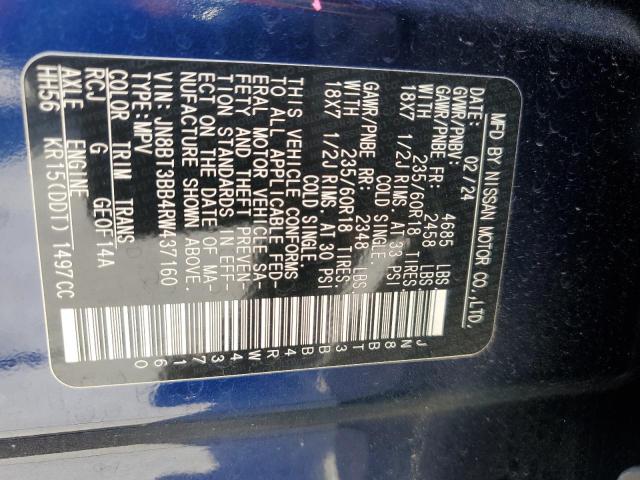 MFD BY NISSAN MOTOR CO.,LTD.
DATE: 02/24
GVWR/PNBV: 4685 LBS
GAWR/PNBE FR: 2458 LBS.
WITH 235/60R18 TIRES
18X7 1/2J RIMS, AT 33 PSI
COLD SINGLE.
GAWR/PNBE RR: 2348 LBS.
WITH 235/60R18 TIRES
18X7 1/2J RIMS, AT 30 PSI
COLD SINGLE.
THIS VEHICLE CONFORMS
TO ALL APPLICABLE FED-
ERAL MOTOR VEHICLE SA-
FETY AND THEFT PREVEN-
TION STANDARDS IN EFF-
ECT ON THE DATE OF MA-
NUFACTURE SHOWN ABOVE.
VIN: JN8BT3BB4RW437160
TYPE: MPV
COLOR TRIM TRANS
RCJ G GE0F14A
AXLE ENGINE
HH56 KR15(DDT) 1497CC
JN8BT3BB4RW437160